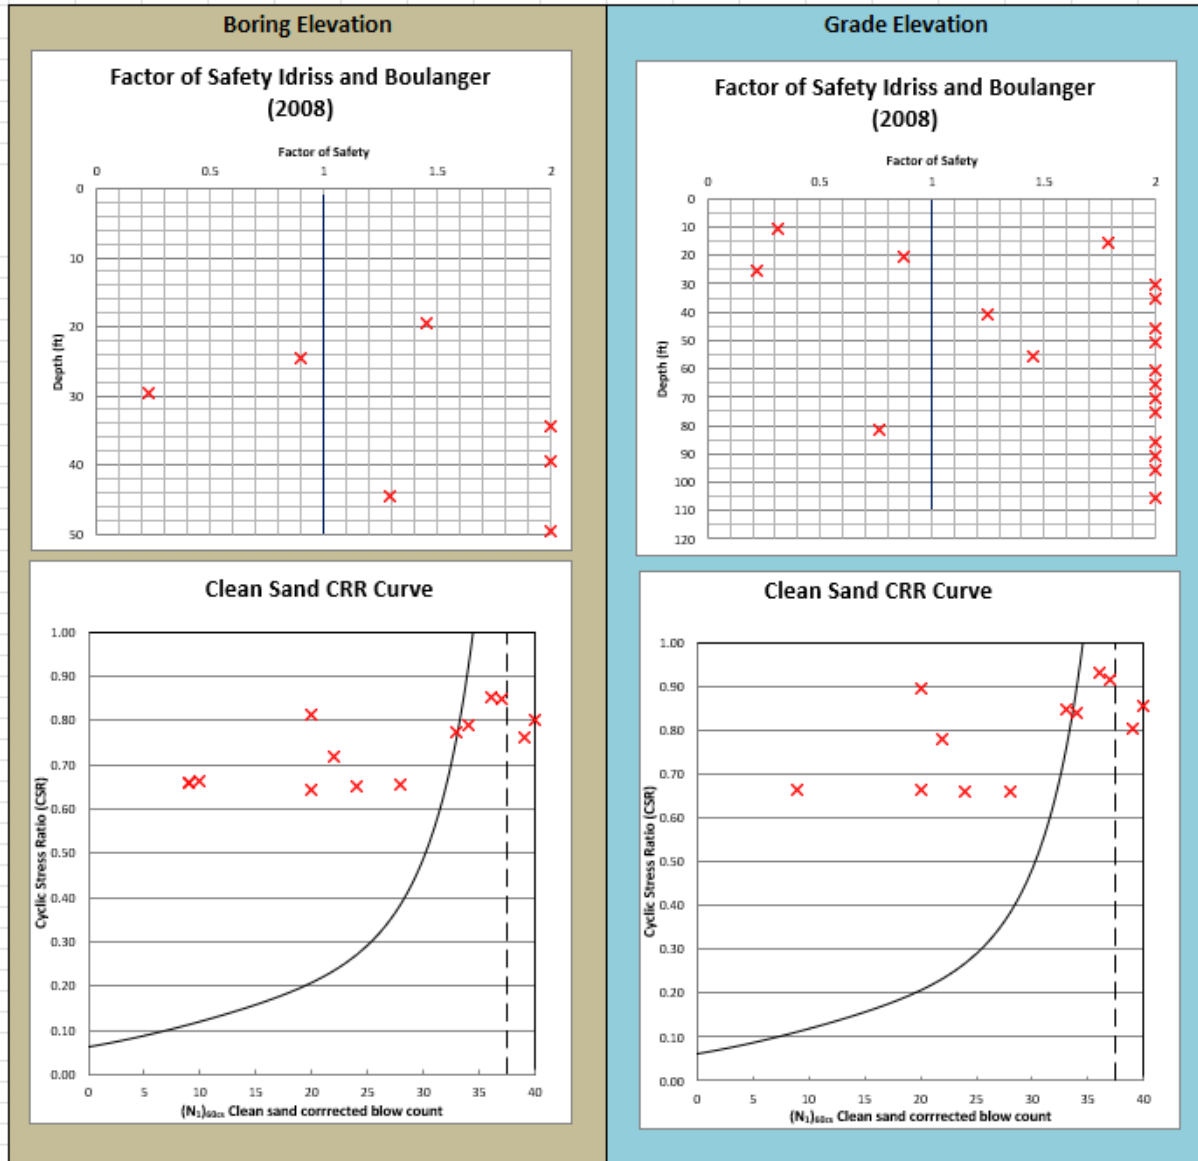 Boring Elevation
Factor of Safety Idriss and Boulanger
(2008)
Factor of Safety
0 0.5 1 1.5 2
0
10
20
30
40
50
Depth (ft)
Clean Sand CRR Curve
1.00
0.90
0.80
0.70
0.60
0.50
0.40
0.30
0.20
0.10
0.00
Cyclic Stress Ratio (CSR)
0 5 10 15 20 25 30 35 40
(N₁)₆₀cs Clean sand corrrected blow count
Grade Elevation
Factor of Safety Idriss and Boulanger
(2008)
Factor of Safety
0 0.5 1 1.5 2
0
10
20
30
40
50
60
70
80
90
100
110
120
Depth (ft)
Clean Sand CRR Curve
1.00
0.90
0.80
0.70
0.60
0.50
0.40
0.30
0.20
0.10
0.00
Cyclic Stress Ratio (CSR)
0 5 10 15 20 25 30 35 40
(N₁)₆₀cs Clean sand corrrected blow count